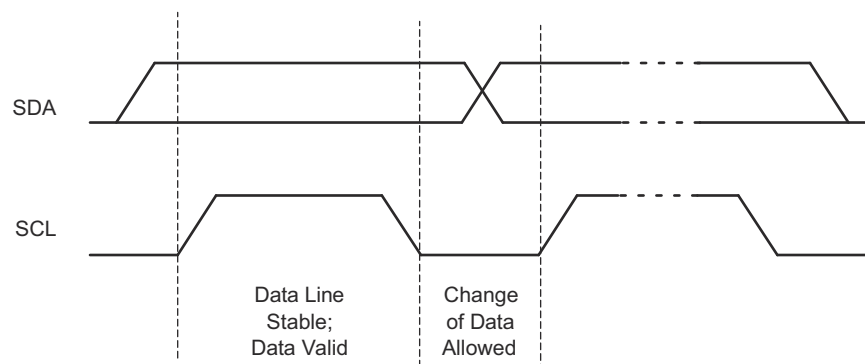 SDA
SCL
Data Line
Stable;
Data Valid
Change
of Data
Allowed